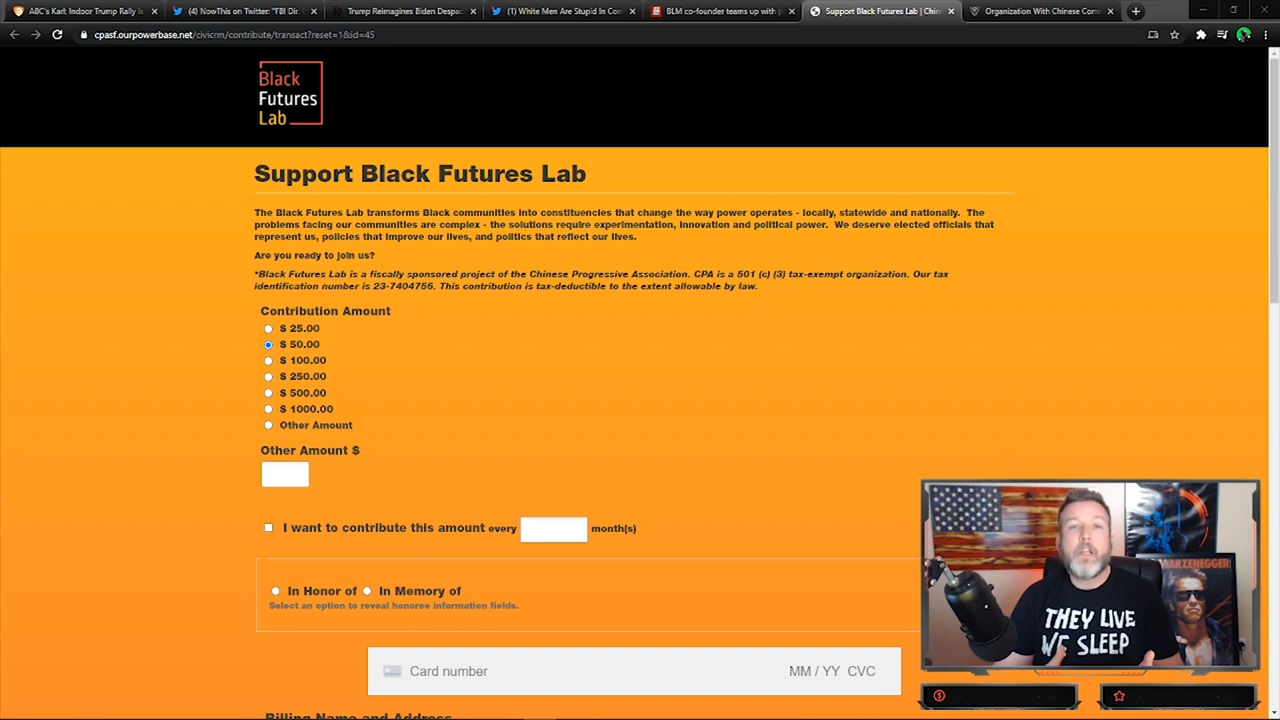 ABC's Karl: Indoor Trump Rally Is
(4) NowThis on Twitter: "FBI Dir.
Trump Reimagines Biden Despac
(1) White Men Are Stup!d In Com
BLM co-founder teams up with p
Support Black Futures Lab | Chin
Organization With Chinese Com
cpasf.ourpowerbase.net/civicrm/contribute/transact?reset=1&id=45
Black
Futures
Lab
Support Black Futures Lab
The Black Futures Lab transforms Black communities into constituencies that change the way power operates - locally, statewide and nationally. The
problems facing our communities are complex - the solutions require experimentation, innovation and political power. We deserve elected officials that
represent us, policies that improve our lives, and politics that reflect our lives.
Are you ready to join us?
*Black Futures Lab is a fiscally sponsored project of the Chinese Progressive Association. CPA is a 501 (c) (3) tax-exempt organization. Our tax
identification number is 23-7404756. This contribution is tax-deductible to the extent allowable by law.
Contribution Amount
$ 25.00
$ 50.00
$ 100.00
$ 250.00
$ 500.00
$ 1000.00
Other Amount
Other Amount $
I want to contribute this amount every month(s)
In Honor of In Memory of
Select an option to reveal honoree information fields.
Card number MM / YY CVC
Billing Name and Address
THEY LIVE
WE SLEEP